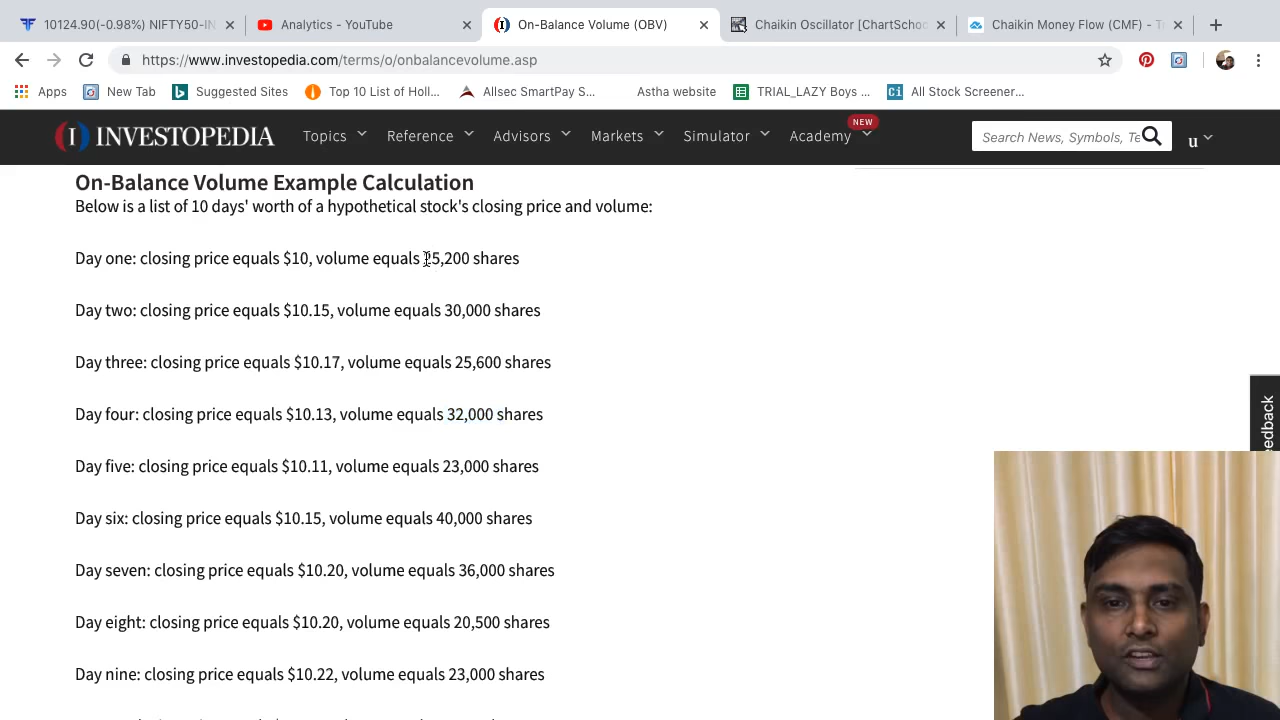 10124.90(-0.98%) NIFTY50-IN
Analytics - YouTube
On-Balance Volume (OBV)
Chaikin Oscillator [ChartSchoo
Chaikin Money Flow (CMF) - Tr
https://www.investopedia.com/terms/o/onbalancevolume.asp
Apps
New Tab
Suggested Sites
Top 10 List of Holl...
Allsec SmartPay S...
Astha website
TRIAL_LAZY Boys ...
All Stock Screener...
INVESTOPEDIA
Topics
Reference
Advisors
Markets
Simulator
Academy
NEW
Search News, Symbols, Te
u
On-Balance Volume Example Calculation
Below is a list of 10 days' worth of a hypothetical stock's closing price and volume:
Day one: closing price equals $10, volume equals 25,200 shares
Day two: closing price equals $10.15, volume equals 30,000 shares
Day three: closing price equals $10.17, volume equals 25,600 shares
Day four: closing price equals $10.13, volume equals 32,000 shares
Day five: closing price equals $10.11, volume equals 23,000 shares
Day six: closing price equals $10.15, volume equals 40,000 shares
Day seven: closing price equals $10.20, volume equals 36,000 shares
Day eight: closing price equals $10.20, volume equals 20,500 shares
Day nine: closing price equals $10.22, volume equals 23,000 shares
edback